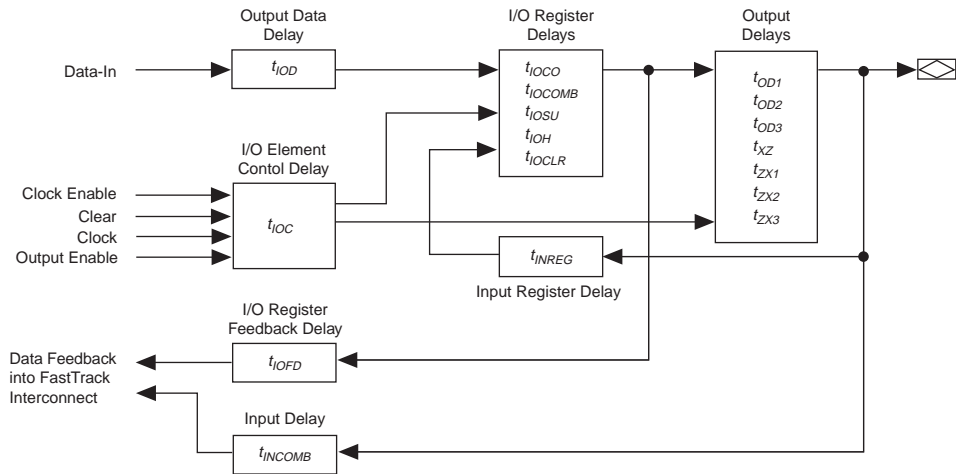 Output Data
Delay
I/O Register
Delays
Output
Delays
Data-In
tIOD
tIOCO
tIOCOMB
tIOSU
tIOH
tIOCLR
tOD1
tOD2
tOD3
tXZ
tZX1
tZX2
tZX3
I/O Element
Contol Delay
Clock Enable
Clear
Clock
Output Enable
tIOC
tINREG
Input Register Delay
I/O Register
Feedback Delay
tIOFD
Data Feedback
into FastTrack
Interconnect
Input Delay
tINCOMB